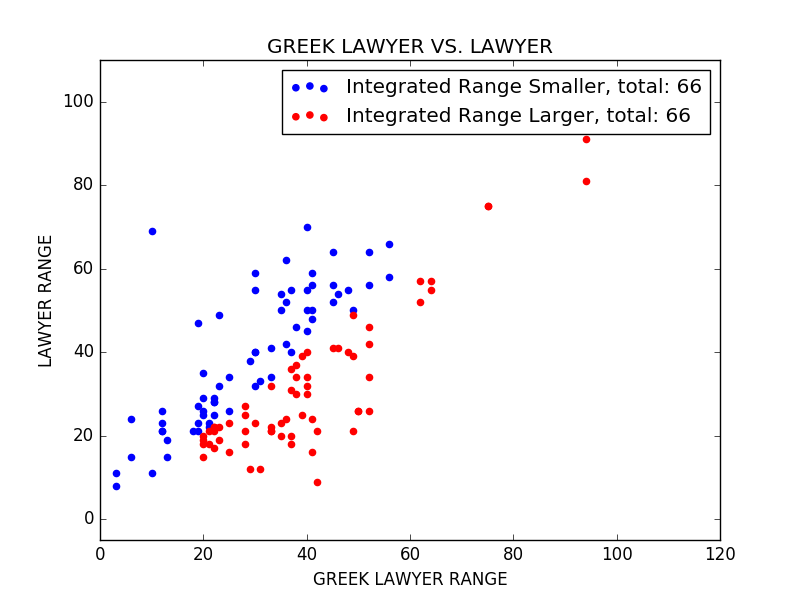 GREEK LAWYER VS. LAWYER
Integrated Range Smaller, total: 66
Integrated Range Larger, total: 66
100
80
60
40
20
0
LAWYER RANGE
0 20 40 60 80 100 120
GREEK LAWYER RANGE